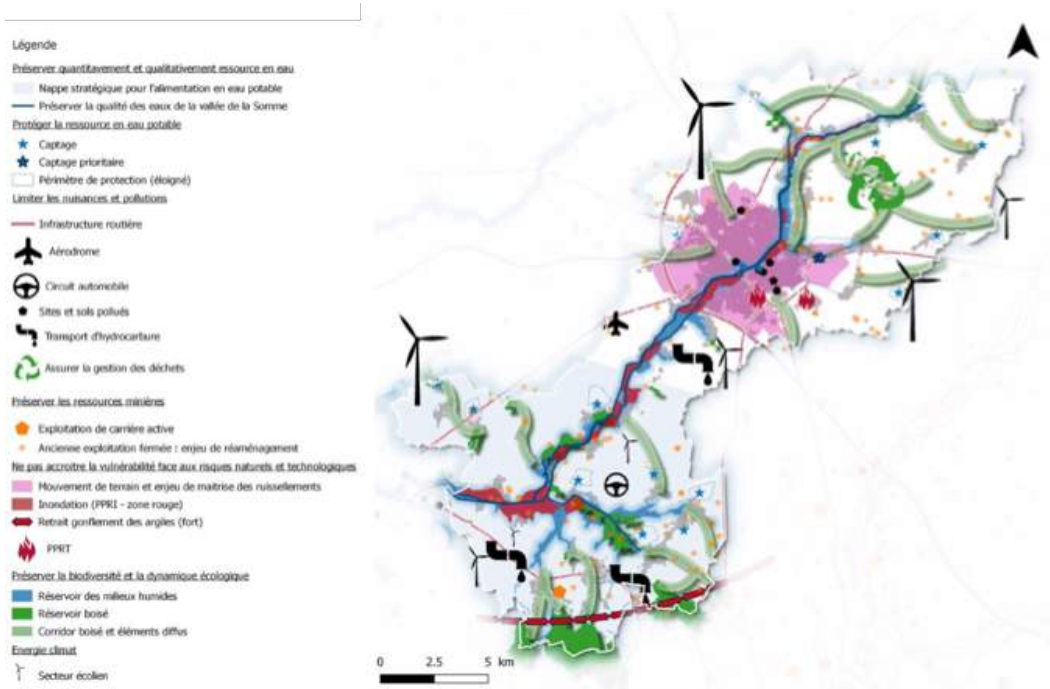 Légende
Préserver quantitavement et qualitativement essource en eau
Nappe stratégique pour l'alimentation en eau potable
Préserver la qualité des eaux de la vallée de la Somme
Protéger la ressource en eau potable
Captage
Captage prioritaire
Périmètre de protection (éloigné)
Limiter les nuisances et pollutions
Infrastructure routière
Aérodrome
Circuit automobile
Sites et sols pollués
Transport d'hydrocarbure
Assurer la gestion des déchets
Préserver les ressources minières
Exploitation de carrière active
Ancienne exploitation fermée : enjeu de réaménagement
Ne pas accroitre la vulnérabilité face aux risques naturels et technologiques
Mouvement de terrain et enjeu de maitrise des ruissellements
Inondation (PPRI - zone rouge)
Retrait gonflement des argiles (fort)
PPRT
Préserver la biodiversité et la dynamique écologique
Réservoir des milieux humides
Réservoir boisé
Corridor boisé et éléments diffus
Energie climat
Secteur écolien
0 2.5 5 km